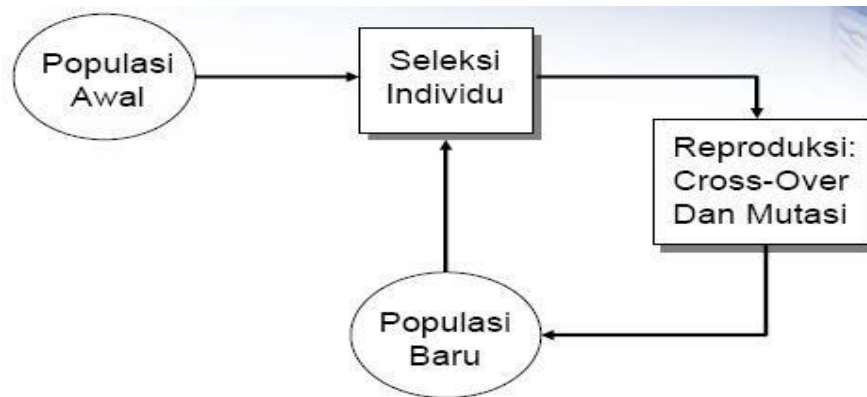 Populasi
Awal
Seleksi
Individu
Reproduksi:
Cross-Over
Dan Mutasi
Populasi
Baru